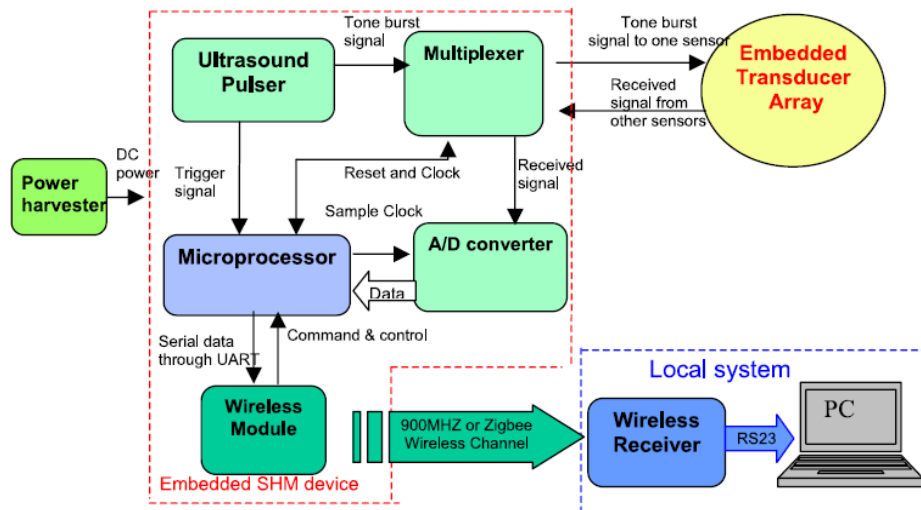 Tone burst
signal
Tone burst
signal to one sensor
Ultrasound
Pulser
Multiplexer
Embedded
Transducer
Array
Received
signal from
other sensors
DC
power
Trigger
signal
Reset and Clock
Received
signal
Power
harvester
Sample Clock
Microprocessor
A/D converter
Data
Serial data
through UART
Command & control
Local system
Wireless
Module
900MHZ or Zigbee
Wireless Channel
Wireless
Receiver
RS23
PC
Embedded SHM device